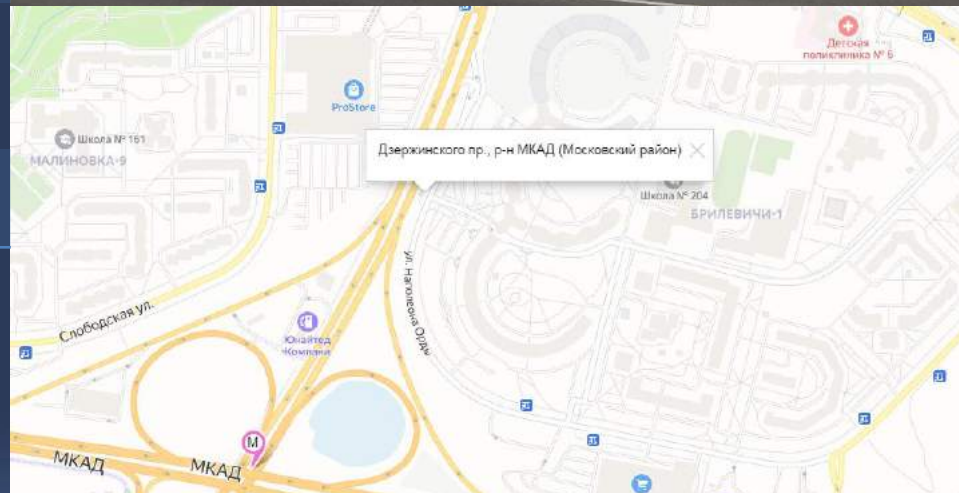 Детская
поликлиника № 6
ProStore
Школа № 161
МАЛИНОВКА-9
Дзержинского пр., р-н МКАД (Московский район)
Школа № 204
БРИЛЕВИЧИ-1
ул. Наполеона Орды
Слободская ул.
Юнайтед
Компани
М
МКАД
МКАД